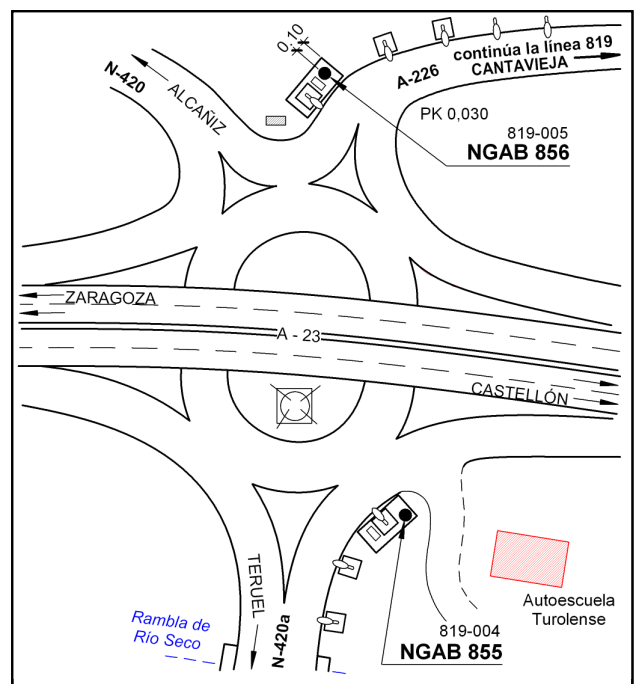 0.10
continúa la línea 819
CANTAVIEJA
A-226
N-420
ALCAÑIZ
PK 0,030
819-005
NGAB 856
ZARAGOZA
A - 23
CASTELLÓN
TERUEL
N-420a
Rambla de
Río Seco
Autoescuela
Turolense
819-004
NGAB 855